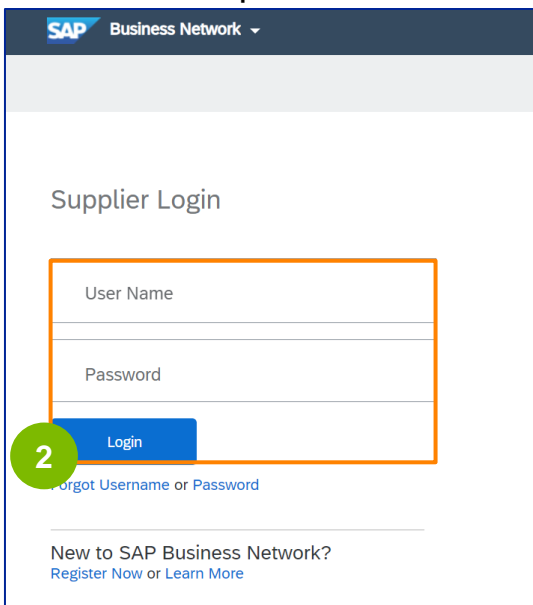 SAP Business Network
Supplier Login
User Name
Password
Login
2
Forgot Username or Password
New to SAP Business Network?
Register Now or Learn More